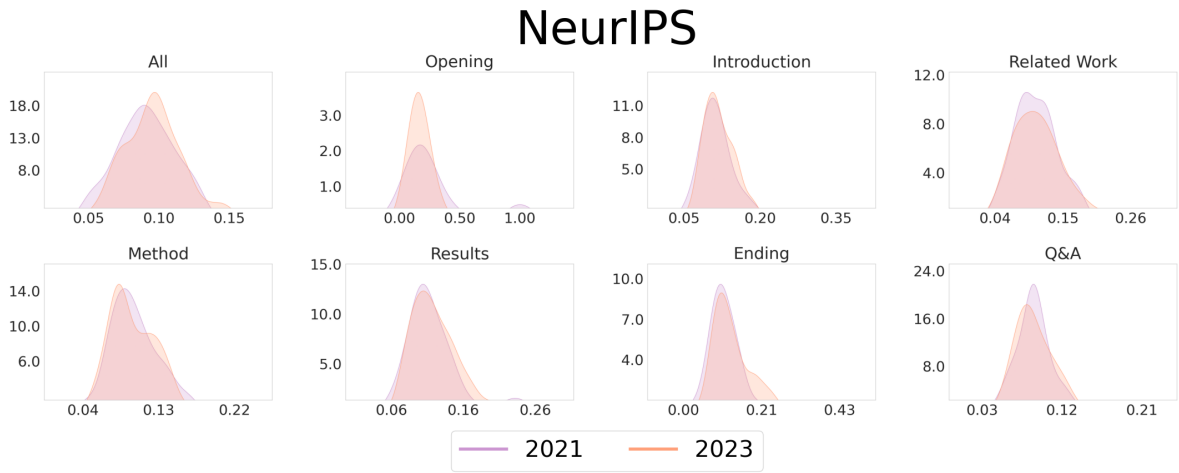 NeurIPS
All
Opening
Introduction
Related Work
18.0
13.0
8.0
0.05 0.10 0.15
3.0
2.0
1.0
0.00 0.50 1.00
11.0
8.0
5.0
0.05 0.20 0.35
12.0
8.0
4.0
0.04 0.15 0.26
Method
Results
Ending
Q&A
14.0
10.0
6.0
0.04 0.13 0.22
15.0
10.0
5.0
0.06 0.16 0.26
10.0
7.0
4.0
0.00 0.21 0.43
24.0
16.0
8.0
0.03 0.12 0.21
2021 2023